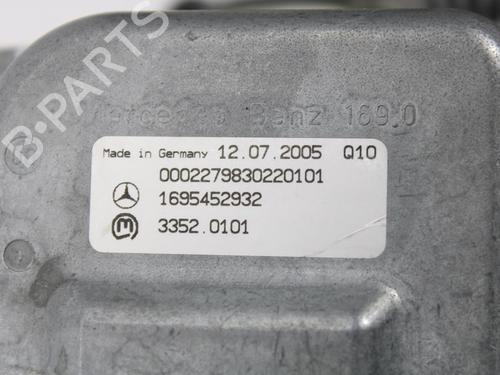 Mercedes Benz 169.0
Made in Germany 12.07.2005 Q10
0002279830220101
1695452932
3352.0101
B-PARTS